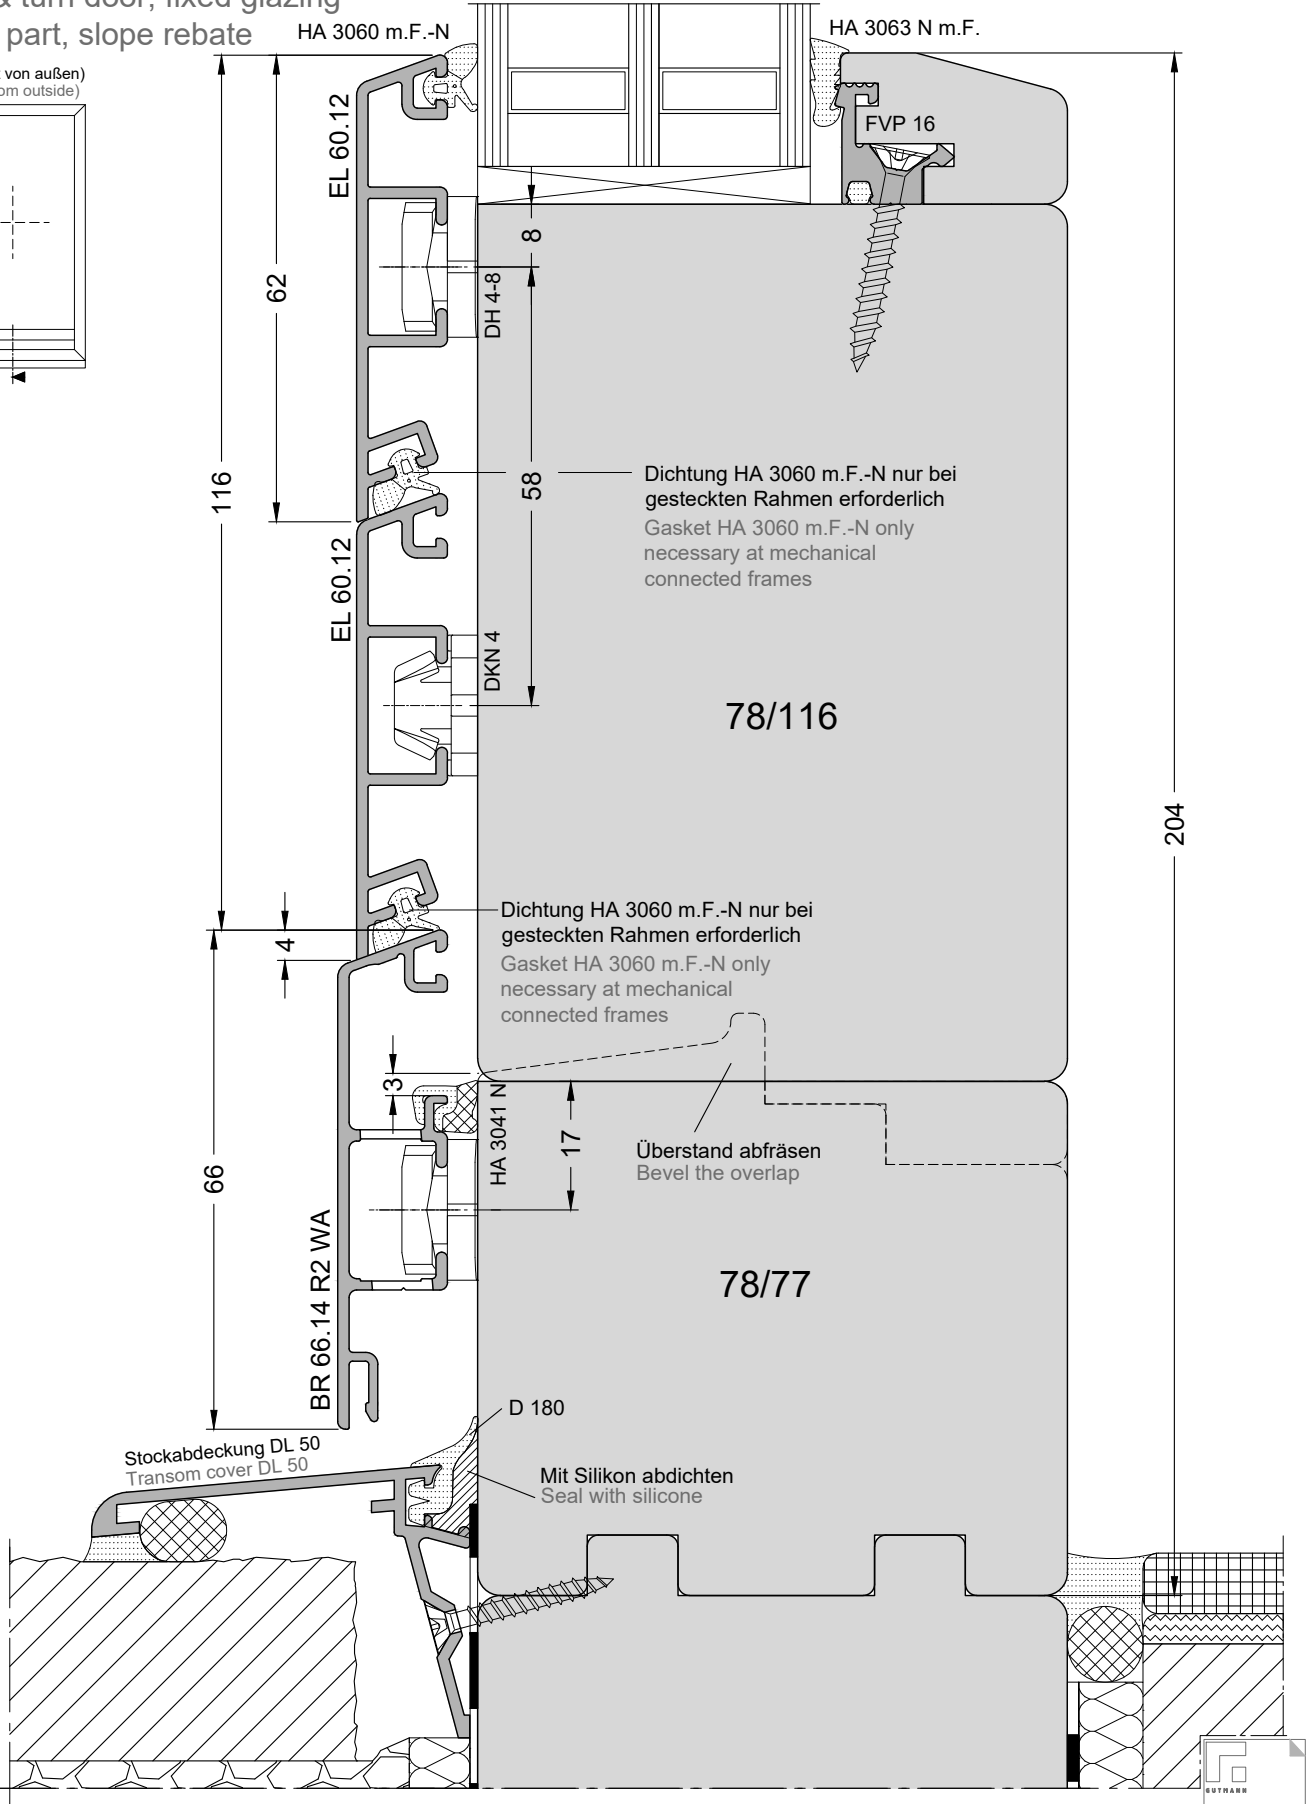 & turn door, fixed glazing
part, slope rebate
von außen)
om outside)
HA 3060 m.F.-N
HA 3063 N m.F.
EL 60.12
FVP 16
8
DH 4-8
62
116
58
Dichtung HA 3060 m.F.-N nur bei
gesteckten Rahmen erforderlich
Gasket HA 3060 m.F.-N only
necessary at mechanical
connected frames
EL 60.12
DKN 4
78/116
204
Dichtung HA 3060 m.F.-N nur bei
gesteckten Rahmen erforderlich
Gasket HA 3060 m.F.-N only
necessary at mechanical
connected frames
4
3
HA 3041 N
17
Überstand abfräsen
Bevel the overlap
66
BR 66.14 R2 WA
78/77
D 180
Stockabdeckung DL 50
Transom cover DL 50
Mit Silikon abdichten
Seal with silicone
GUTMANN